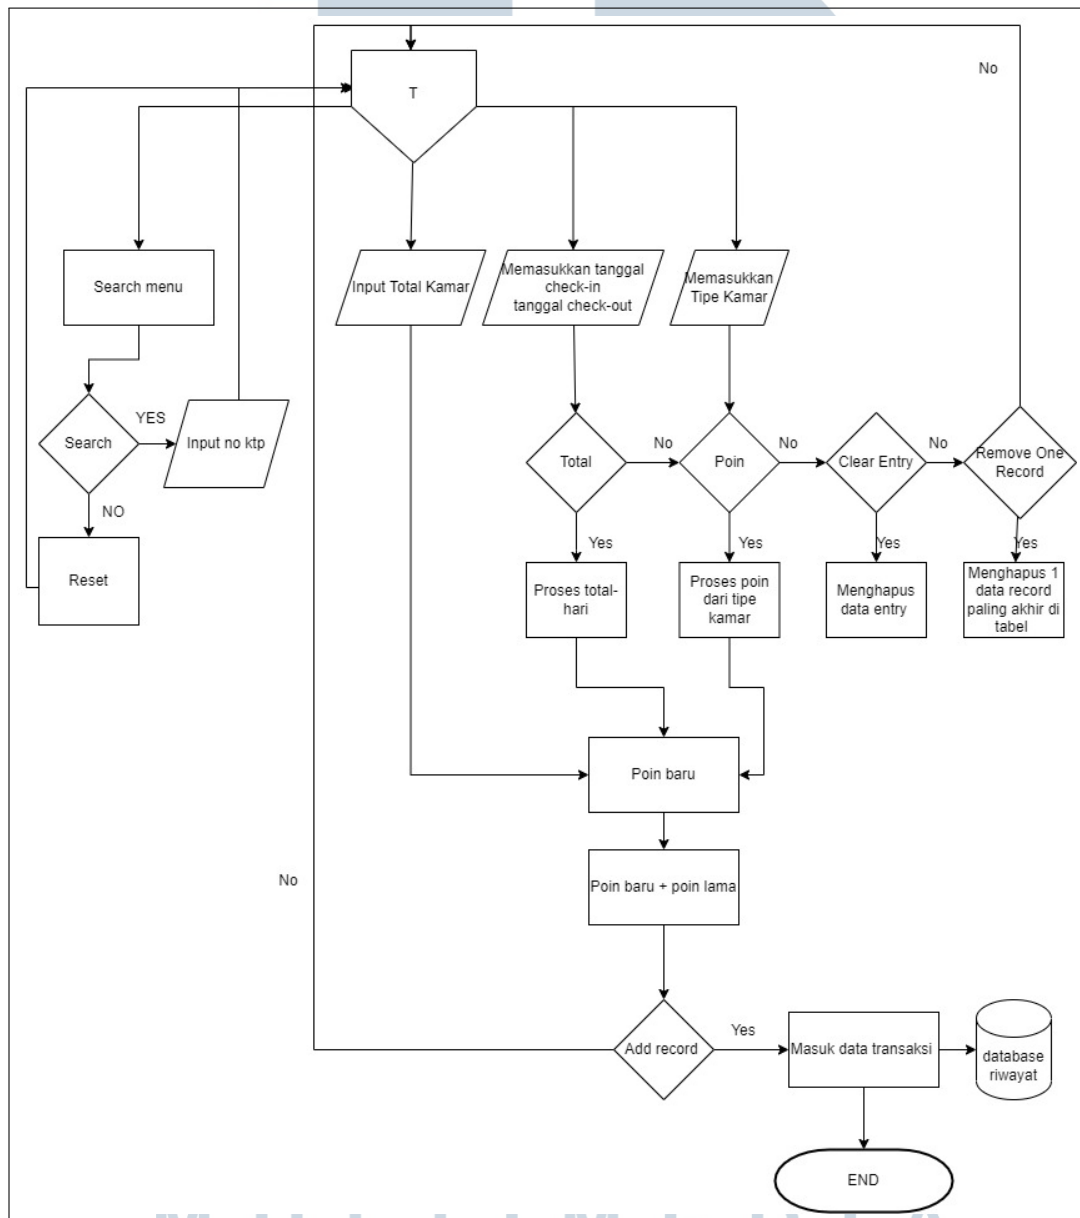 No
T
Search menu
Input Total Kamar
Memasukkan tanggal
check-in
tanggal check-out
Memasukkan
Tipe Kamar
Search
YES
Input no ktp
NO
Reset
Total
No
Poin
No
Clear Entry
No
Remove One
Record
Yes
Yes
Yes
Yes
Proses total-
hari
Proses poin
dari tipe
kamar
Menghapus
data entry
Menghapus 1
data record
paling akhir di
tabel
Poin baru
No
Poin baru + poin lama
Add record
Yes
Masuk data transaksi
database
riwayat
END